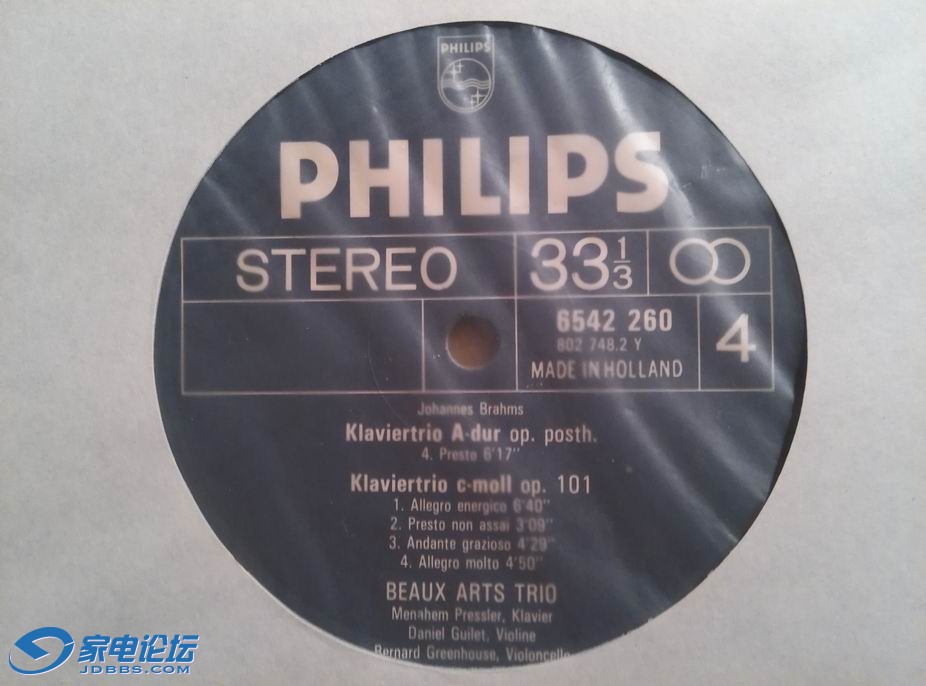 PHILIPS
PHILIPS
STEREO 33 1/3
6542 260
802 748.2 Y
MADE IN HOLLAND
4
Johannes Brahms
Klaviertrio A-dur op. posth.
4. Presto 6'17"
Klaviertrio c-moll op. 101
1. Allegro energico 6'40"
2. Presto non assai 3'09"
3. Andante grazioso 4'29"
4. Allegro molto 4'50"
BEAUX ARTS TRIO
Menahem Pressler, Klavier
Daniel Guilet, Violine
Bernard Greenhouse, Violoncello
家电论坛
JDBBS.COM